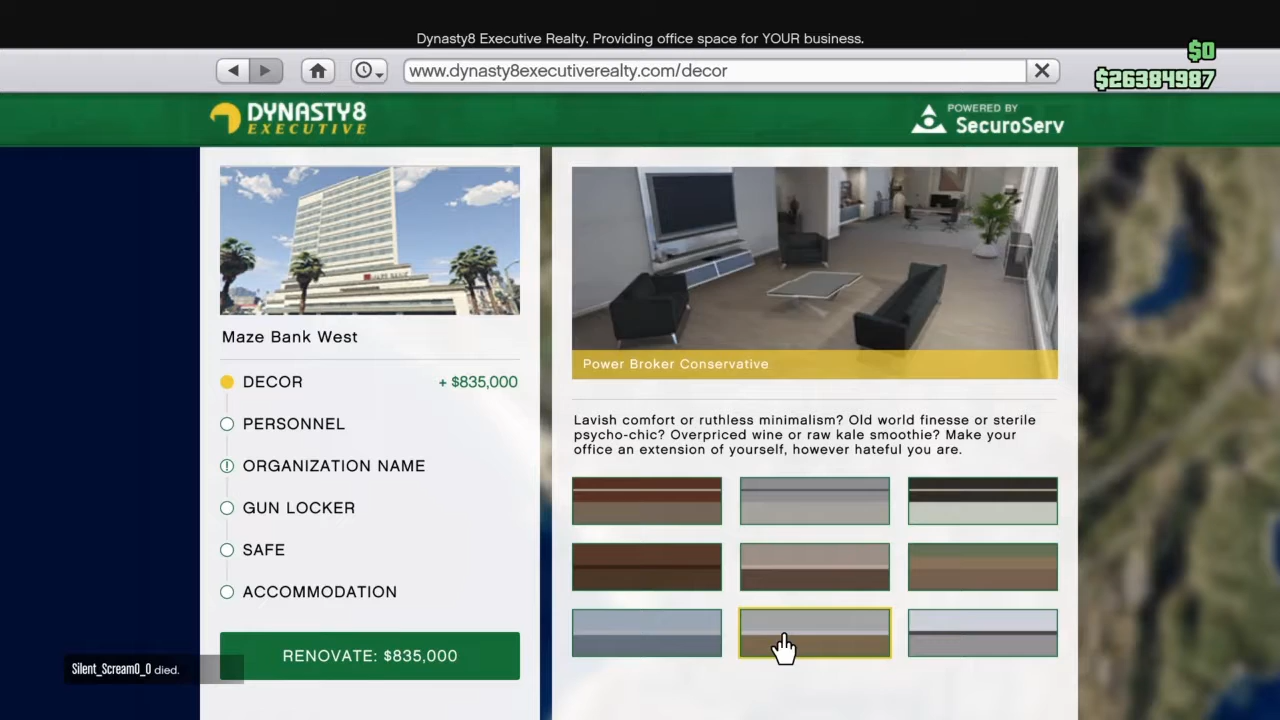 Dynasty8 Executive Realty. Providing office space for YOUR business.
$0
www.dynasty8executiverealty.com/decor
$26384987
DYNASTY 8
EXECUTIVE
POWERED BY
SecuroServ
Maze Bank West
DECOR + $835,000
PERSONNEL
ORGANIZATION NAME
GUN LOCKER
SAFE
ACCOMMODATION
RENOVATE: $835,000
Power Broker Conservative
Lavish comfort or ruthless minimalism? Old world finesse or sterile
psycho-chic? Overpriced wine or raw kale smoothie? Make your
office an extension of yourself, however hateful you are.
Silent_Scream0_0 died.